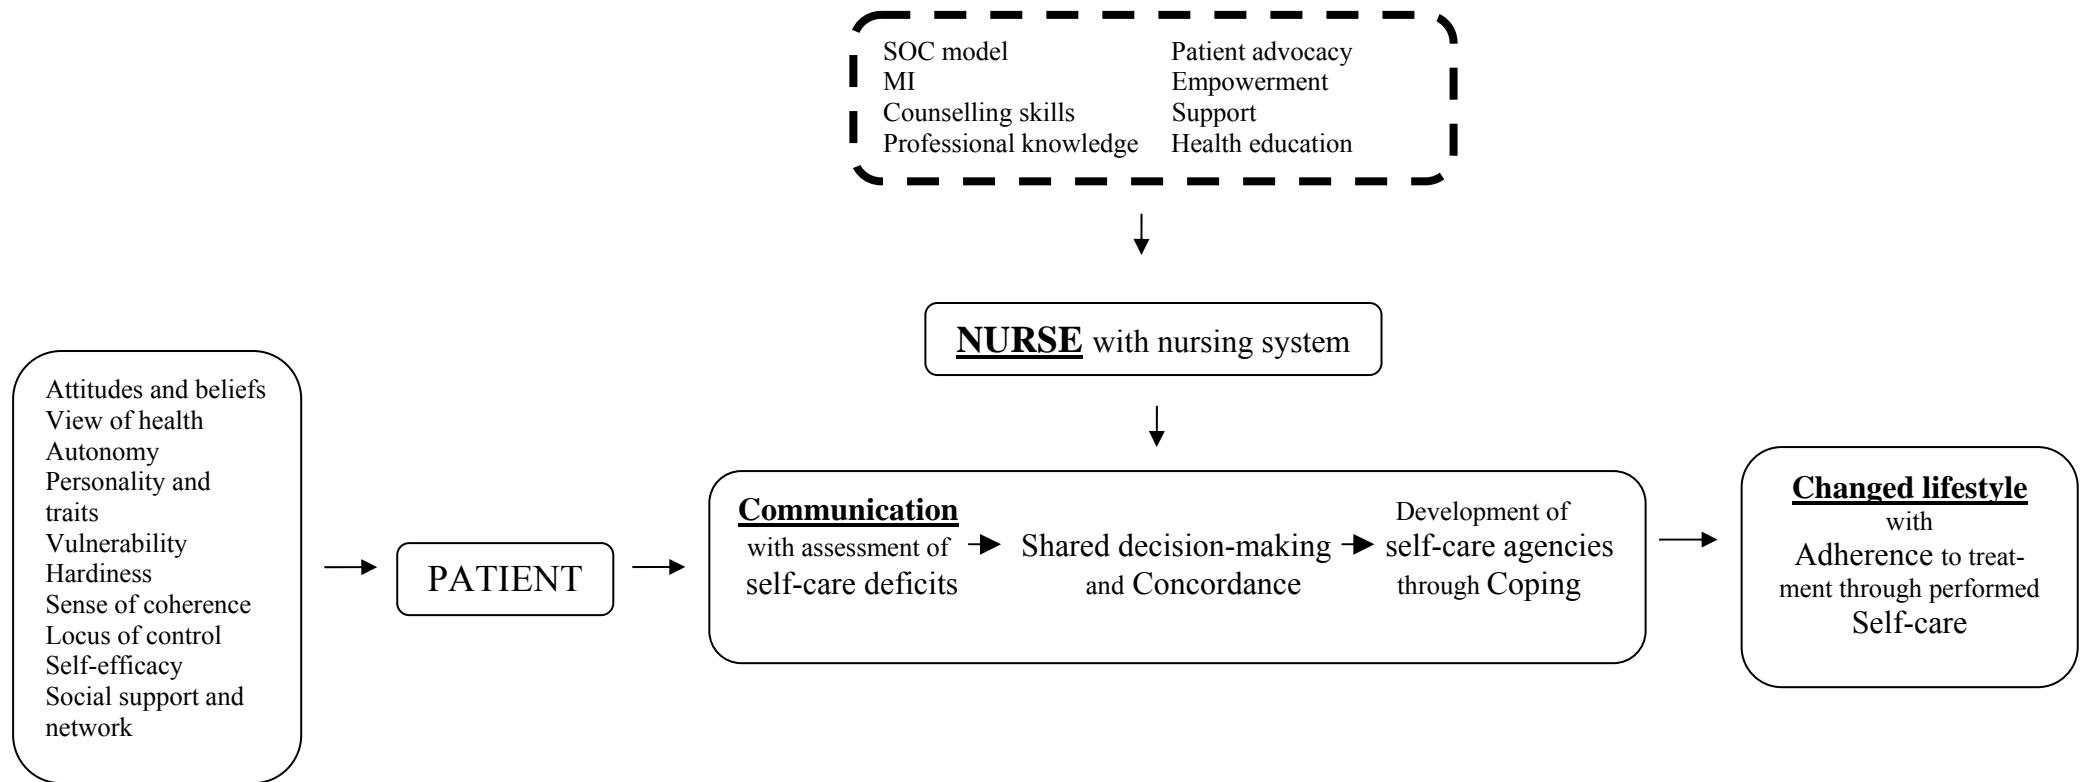 SOC model
MI
Counselling skills
Professional knowledge
Patient advocacy
Empowerment
Support
Health education
NURSE with nursing system
Attitudes and beliefs
View of health
Autonomy
Personality and
traits
Vulnerability
Hardiness
Sense of coherence
Locus of control
Self-efficacy
Social support and
network
PATIENT
Communication
with assessment of
self-care deficits
Shared decision-making
and Concordance
Development of
self-care agencies
through Coping
Changed lifestyle
with
Adherence to treat-
ment through performed
Self-care